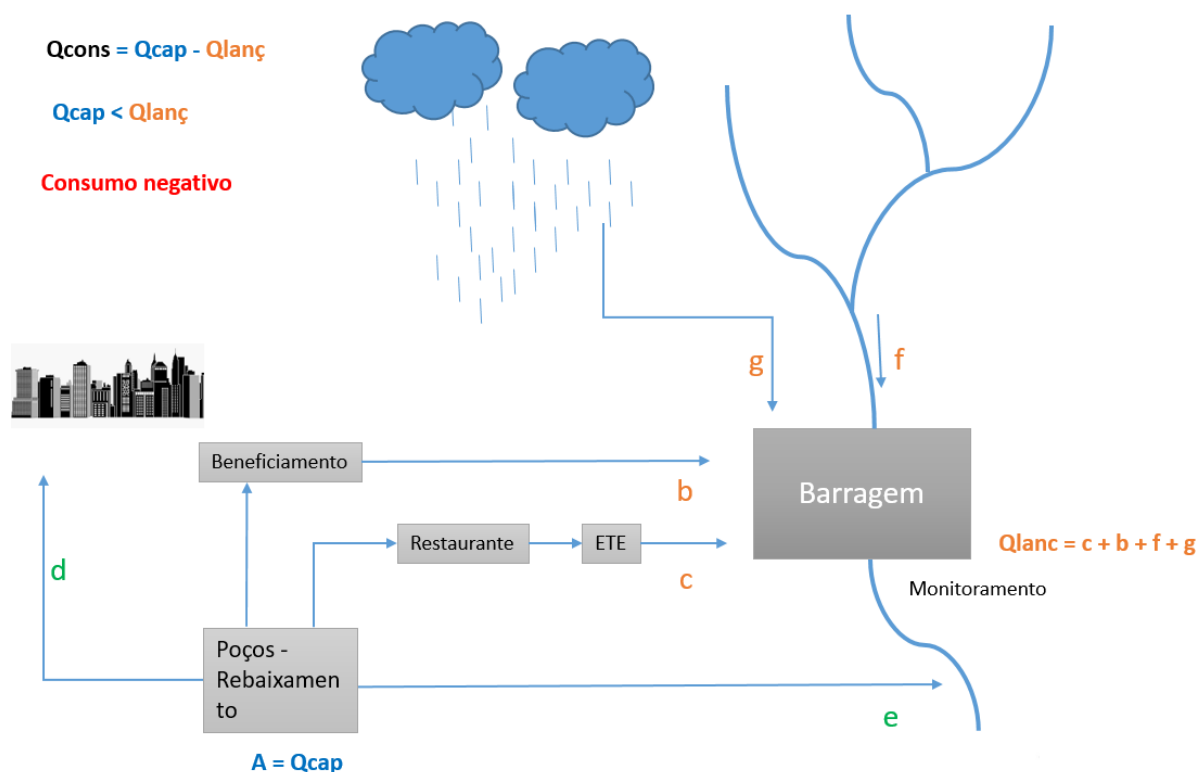 Qcons = Qcap - Qlanç
Qcap < Qlanç
Consumo negativo
g
f
Beneficiamento
b
Barragem
Restaurante
ETE
c
Qlanc = c + b + f + g
d
Monitoramento
Poços -
Rebaixamen
to
e
A = Qcap